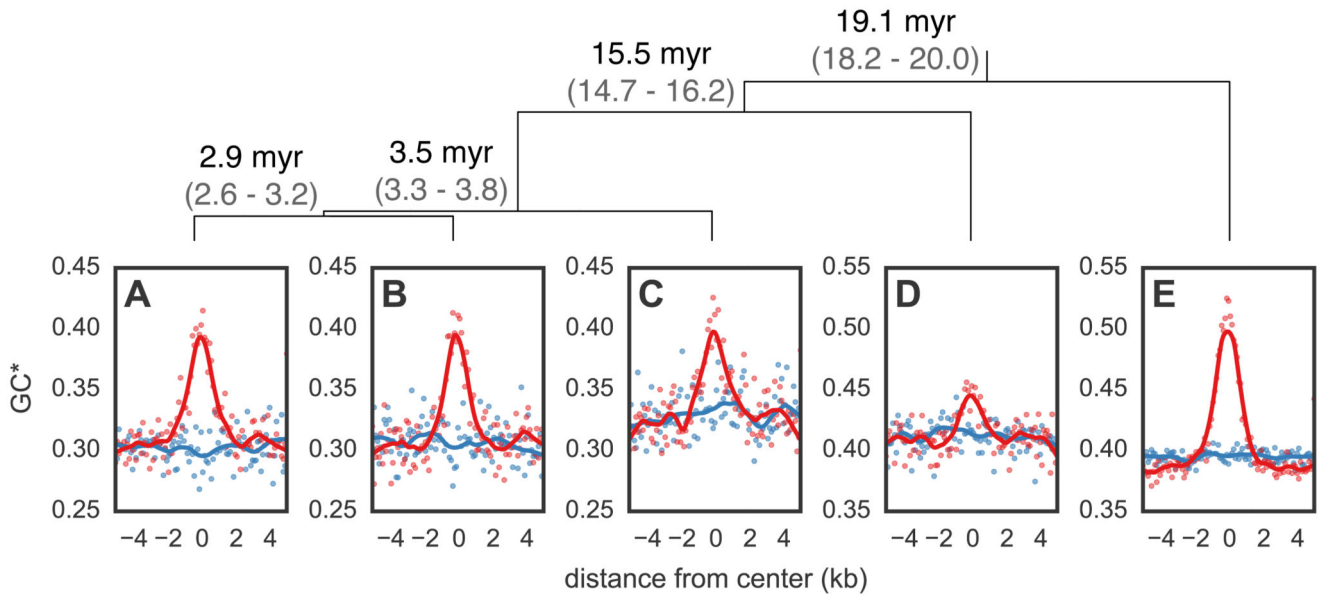 19.1 myr
(18.2 - 20.0)
15.5 myr
(14.7 - 16.2)
2.9 myr
(2.6 - 3.2)
3.5 myr
(3.3 - 3.8)
GC*
0.45 0.45 0.45 0.55 0.55
A B C D E
0.40 0.40 0.40 0.50 0.50
0.35 0.35 0.35 0.45 0.45
0.30 0.30 0.30 0.40 0.40
0.25 0.25 0.25 0.35 0.35
−4 −2 0 2 4 −4 −2 0 2 4 −4 −2 0 2 4 −4 −2 0 2 4 −4 −2 0 2 4
distance from center (kb)